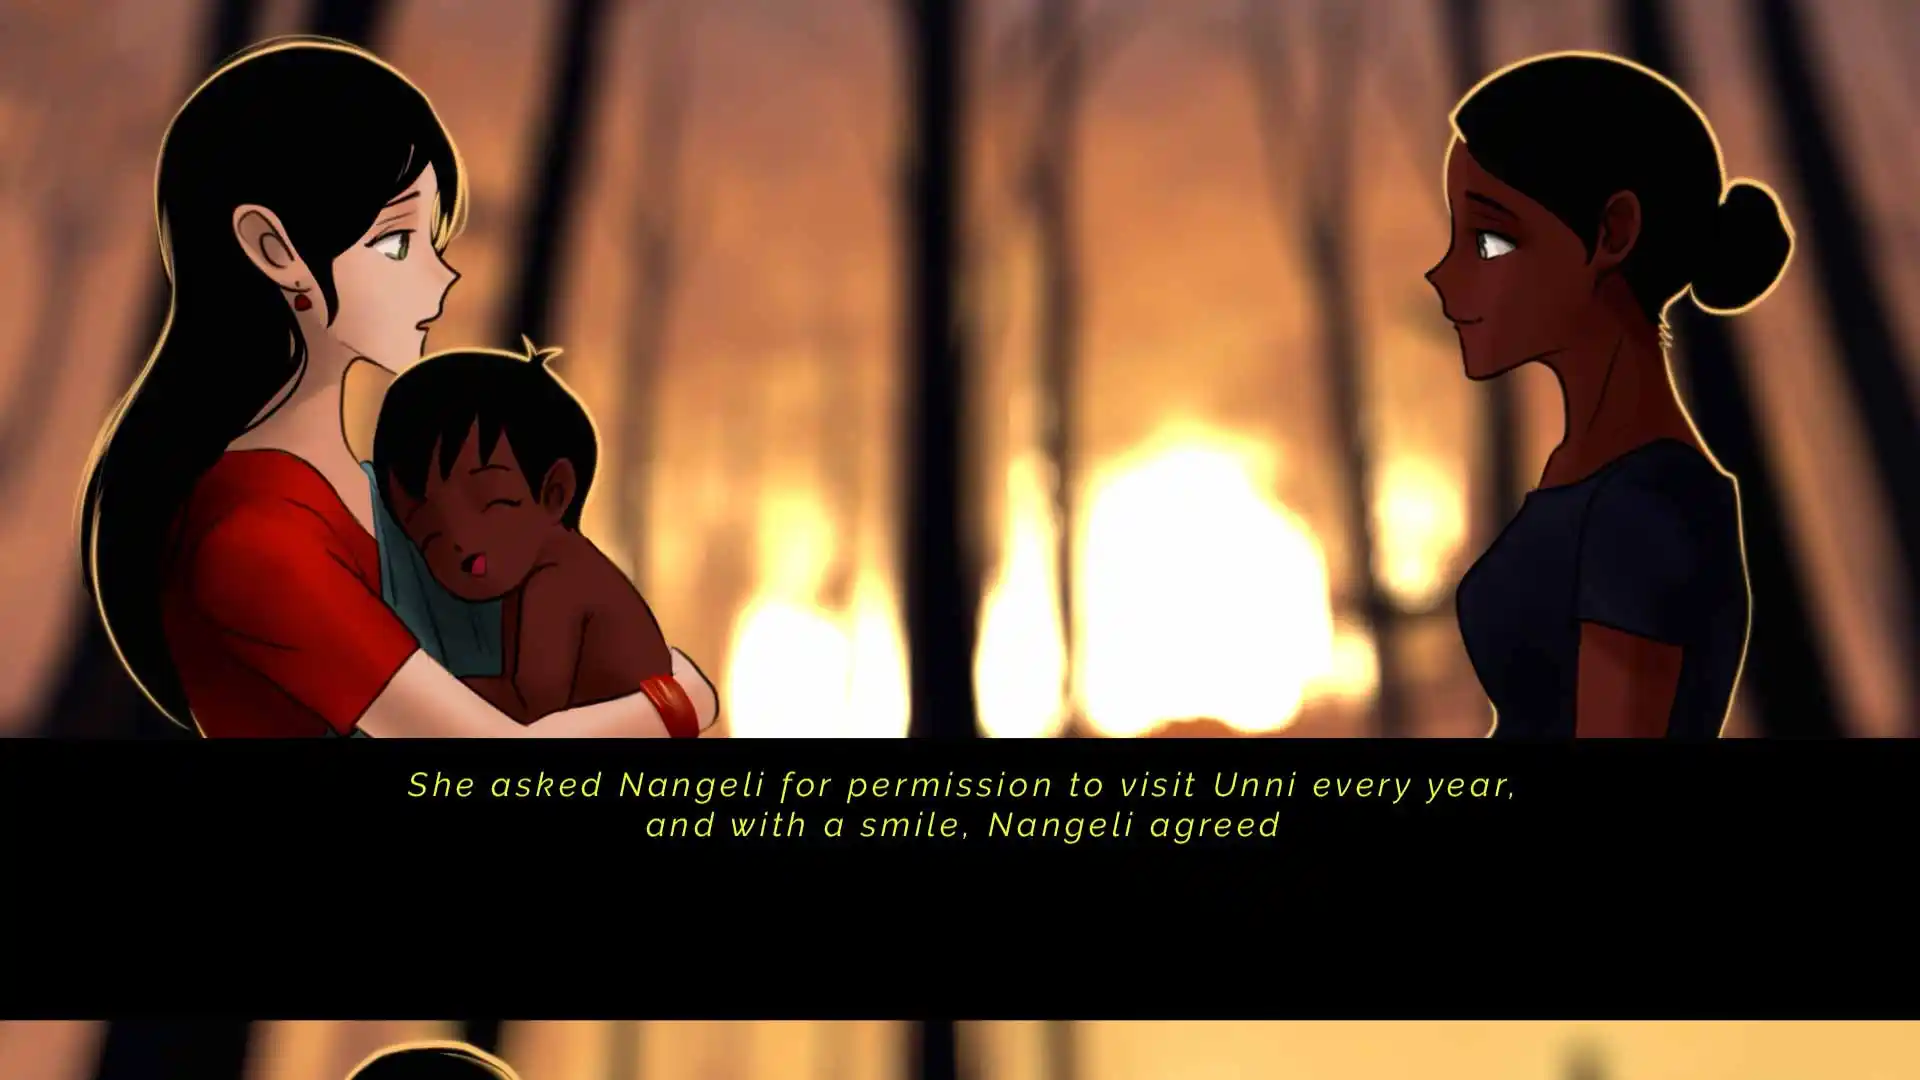 She asked Nangeli for permission to visit Unni every year,
and with a smile, Nangeli agreed